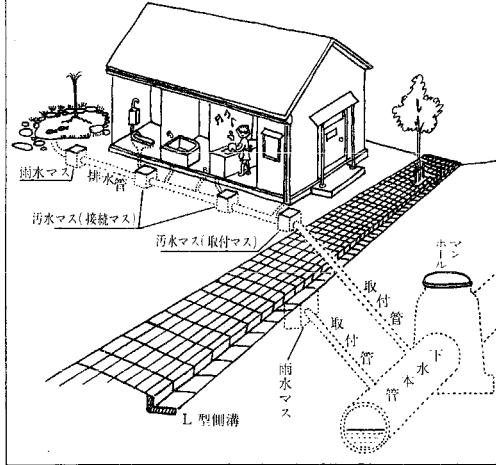 雨水マス
排水管
汚水マス(接続マス)
汚水マス(取付マス)
マンホール
取付管
取付管
雨水マス
下水本管
L型側溝